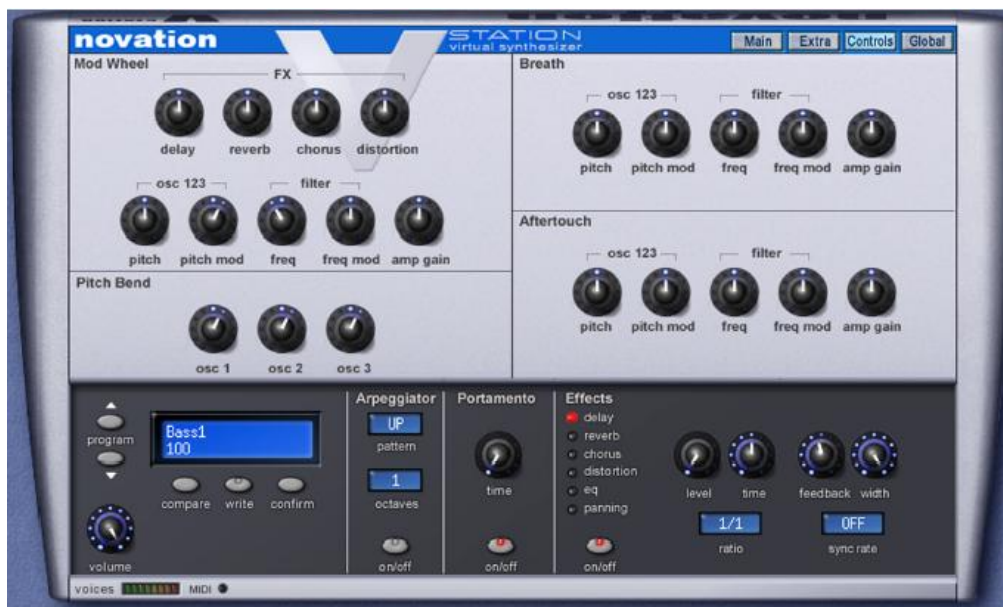 novation
V STATION
virtual synthesizer
Main Extra Controls Global
Mod Wheel
FX
delay reverb chorus distortion
osc 123 filter
pitch pitch mod freq freq mod amp gain
Pitch Bend
osc 1 osc 2 osc 3
Breath
osc 123 filter
pitch pitch mod freq freq mod amp gain
Aftertouch
osc 123 filter
pitch pitch mod freq freq mod amp gain
program
Bass1
100
compare write confirm
volume
Arpeggiator
UP
pattern
1
octaves
on/off
Portamento
time
on/off
Effects
delay
reverb
chorus
distortion
eq
panning
on/off
level time feedback width
1/1 OFF
ratio sync rate
voices MIDI